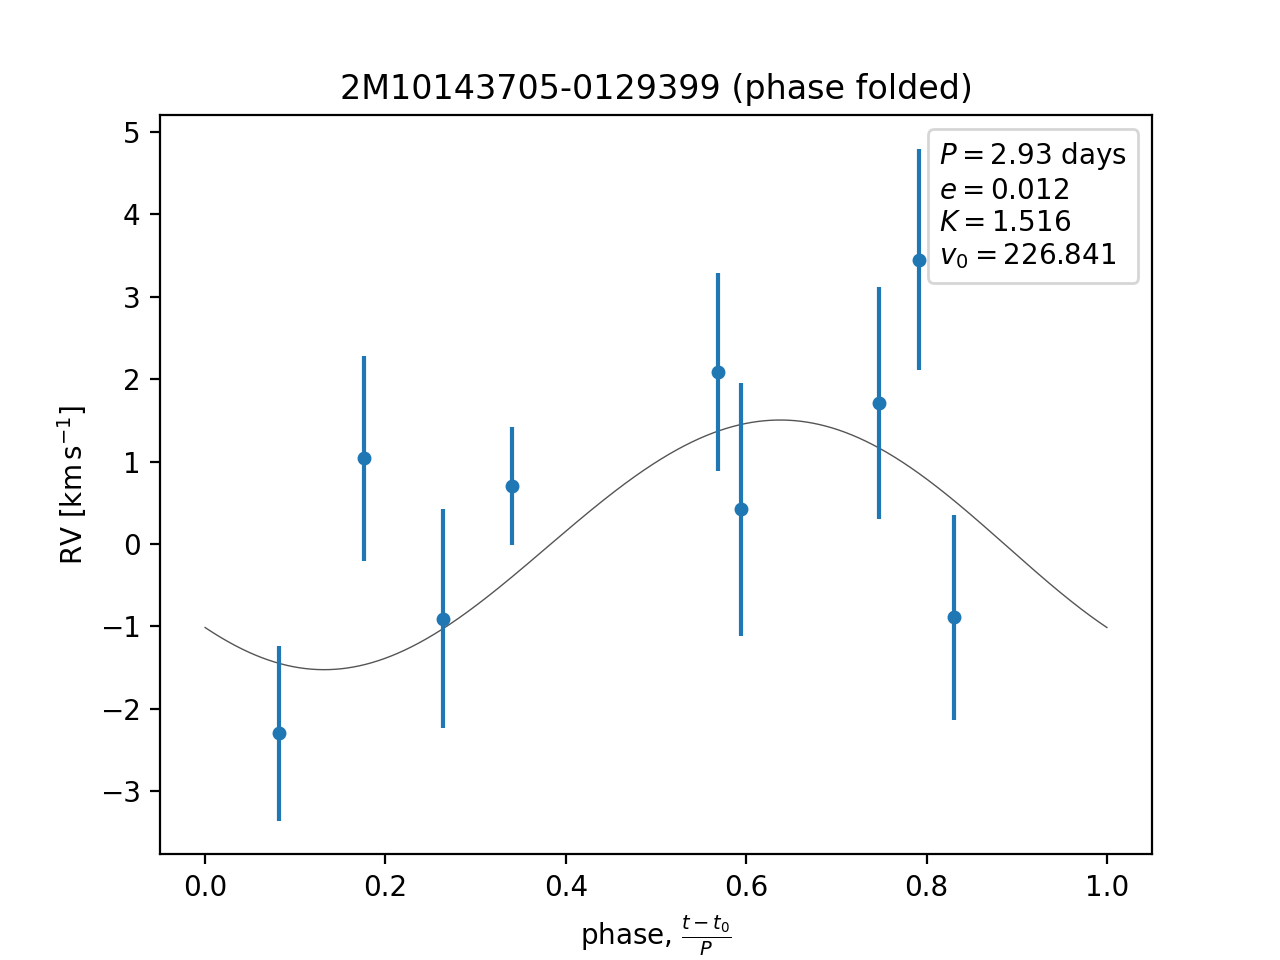 2M10143705-0129399 (phase folded)
P = 2.93 days
e = 0.012
K = 1.516
v₀ = 226.841
5
4
3
2
1
0
−1
−2
−3
RV [km s⁻¹]
0.0 0.2 0.4 0.6 0.8 1.0
phase, (t − t₀)/P